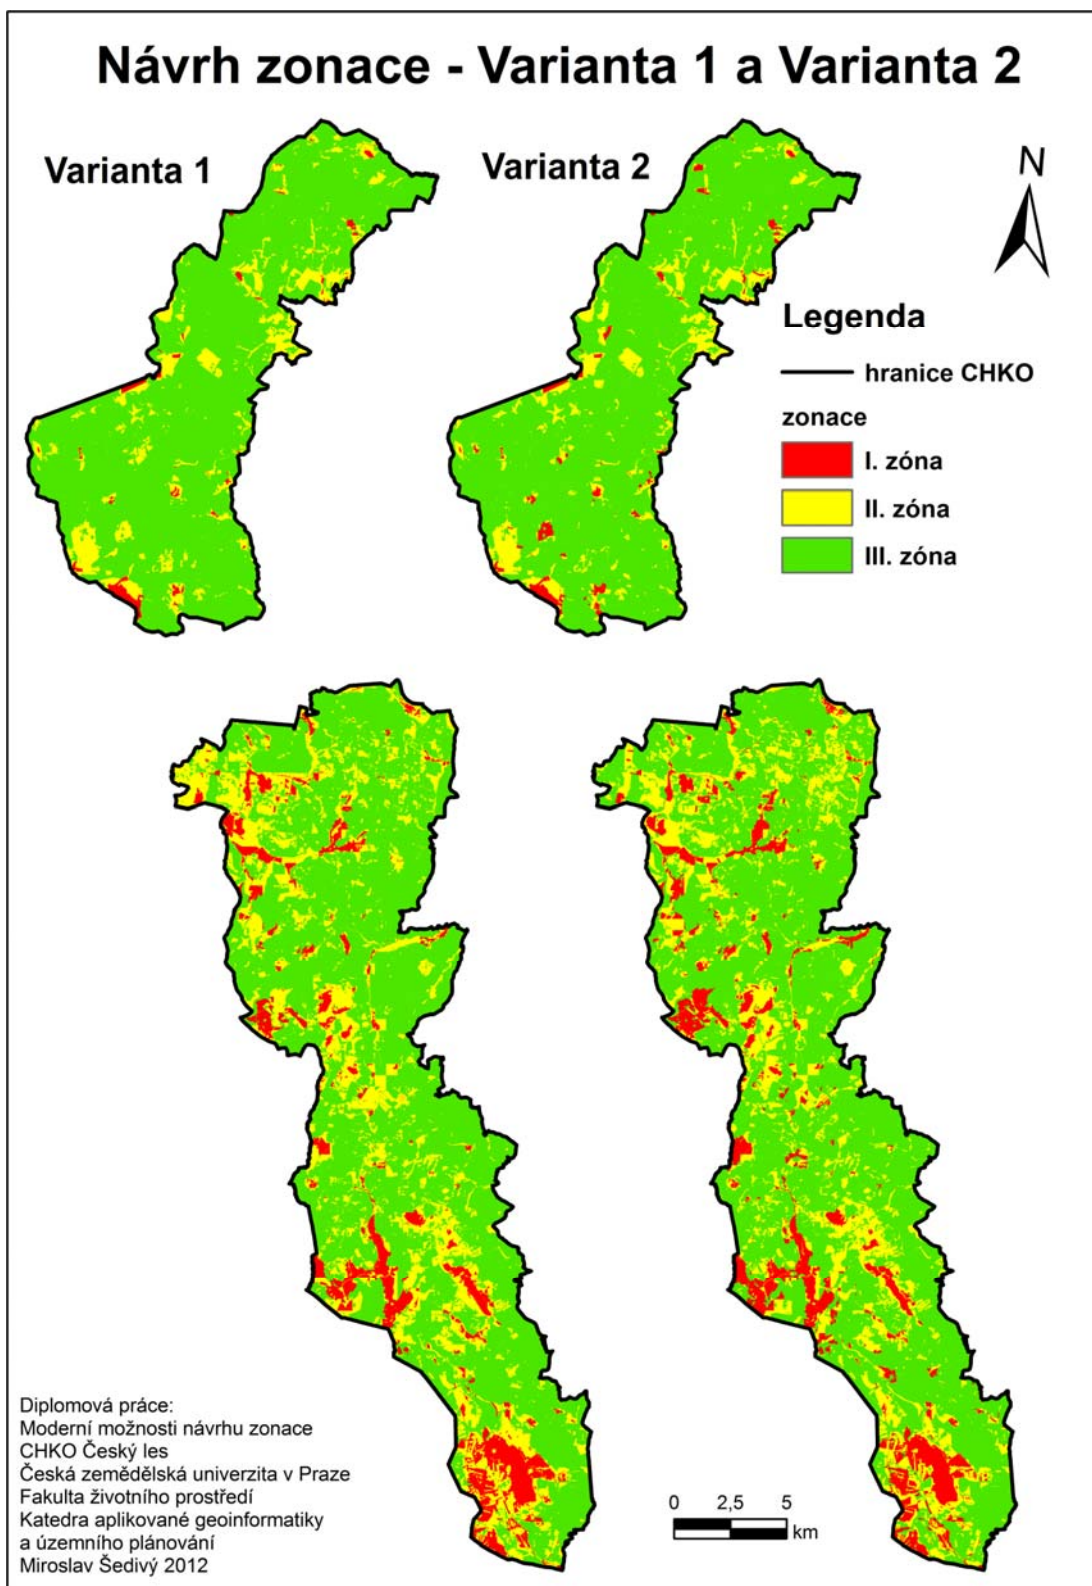 Návrh zonace - Varianta 1 a Varianta 2
Varianta 1
Varianta 2
N
Legenda
hranice CHKO
zonace
I. zóna
II. zóna
III. zóna
Diplomová práce:
Moderní možnosti návrhu zonace
CHKO Český les
Česká zemědělská univerzita v Praze
Fakulta životního prostředí
Katedra aplikované geoinformatiky
a územního plánování
Miroslav Šedivý 2012
0 2,5 5
km